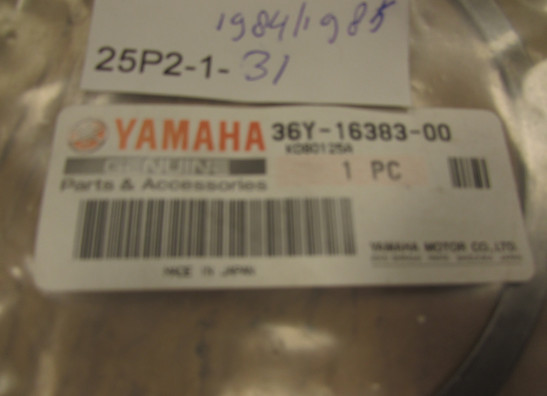 1984/1985
25P2-1-31
YAMAHA 36Y-16383-00
GENUINE
Parts & Accessories
1 PC
YAMAHA MOTOR CO., LTD.
MADE IN JAPAN